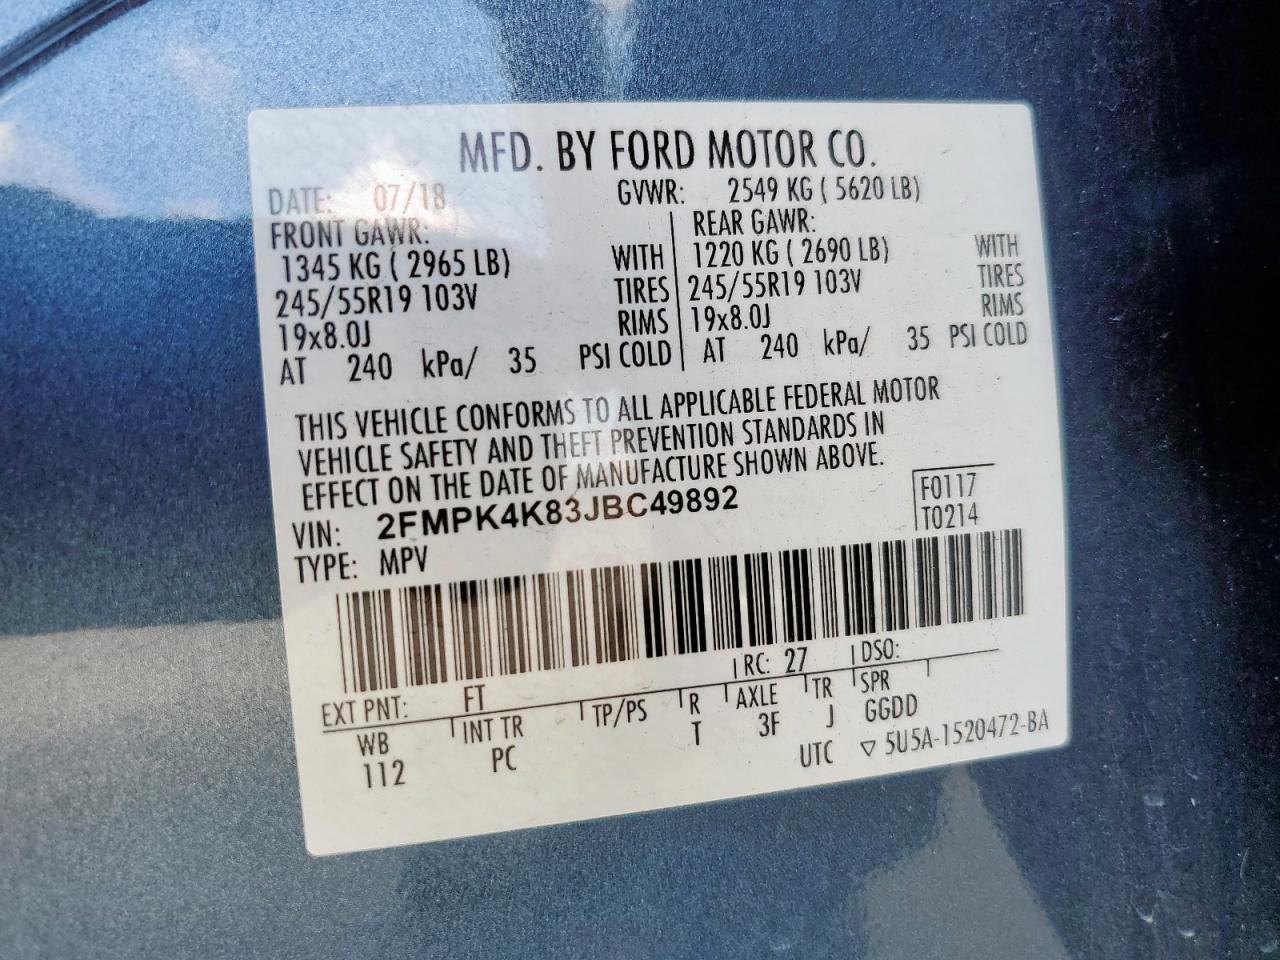 MFD. BY FORD MOTOR CO.
DATE: 07/18 GVWR: 2549 KG ( 5620 LB)
FRONT GAWR: REAR GAWR:
1345 KG ( 2965 LB) WITH 1220 KG ( 2690 LB) WITH
245/55R19 103V TIRES 245/55R19 103V TIRES
19x8.0J RIMS 19x8.0J RIMS
AT 240 kPa/ 35 PSI COLD AT 240 kPa/ 35 PSI COLD
THIS VEHICLE CONFORMS TO ALL APPLICABLE FEDERAL MOTOR
VEHICLE SAFETY AND THEFT PREVENTION STANDARDS IN
EFFECT ON THE DATE OF MANUFACTURE SHOWN ABOVE.
VIN: 2FMPK4K83JBC49892 F0117
TYPE: MPV T0214
EXT PNT: FT RC: 27 DSO:
WB INT TR TP/PS R AXLE TR SPR
112 PC T 3F J GGDD
UTC ▽ 5U5A-1520472-BA